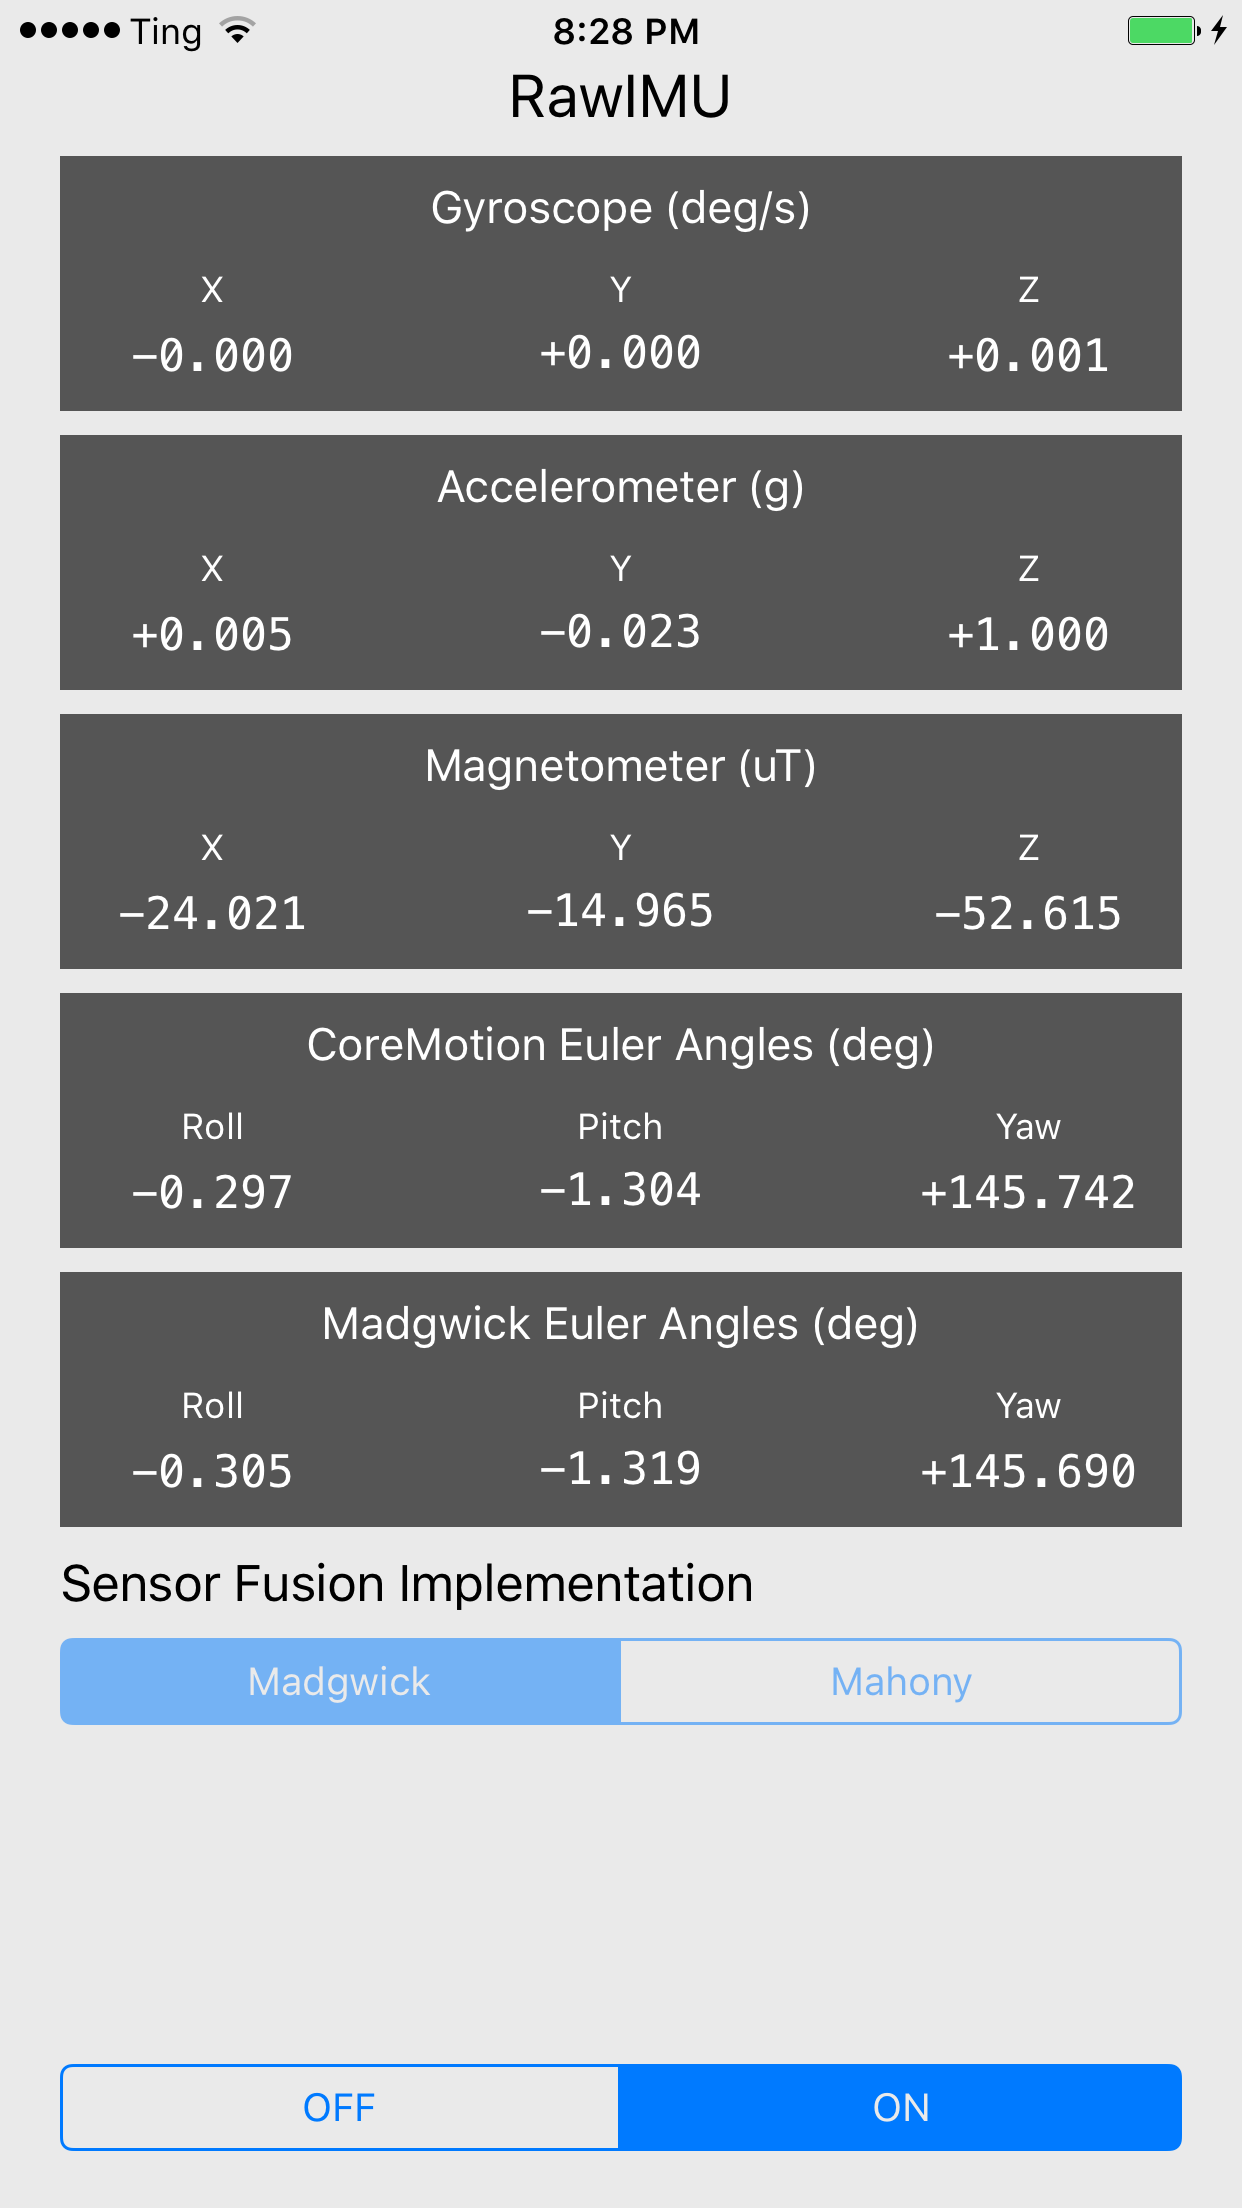 Ting 8:28 PM
RawIMU
Gyroscope (deg/s)
X Y Z
−0.000 +0.000 +0.001
Accelerometer (g)
X Y Z
+0.005 −0.023 +1.000
Magnetometer (uT)
X Y Z
−24.021 −14.965 −52.615
CoreMotion Euler Angles (deg)
Roll Pitch Yaw
−0.297 −1.304 +145.742
Madgwick Euler Angles (deg)
Roll Pitch Yaw
−0.305 −1.319 +145.690
Sensor Fusion Implementation
Madgwick Mahony
OFF ON